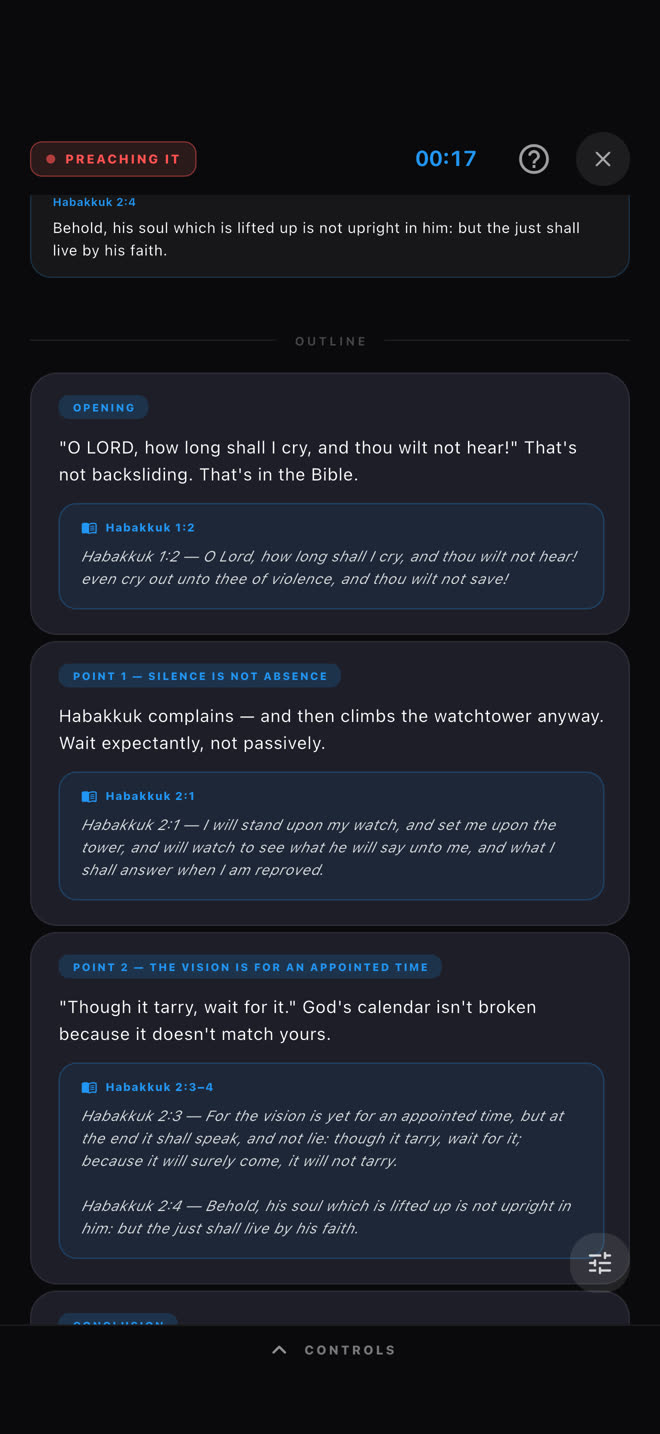 PREACHING IT
00:17
Habakkuk 2:4
Behold, his soul which is lifted up is not upright in him: but the just shall
live by his faith.
OUTLINE
OPENING
"O LORD, how long shall I cry, and thou wilt not hear!" That's
not backsliding. That's in the Bible.
Habakkuk 1:2
Habakkuk 1:2 — O Lord, how long shall I cry, and thou wilt not hear!
even cry out unto thee of violence, and thou wilt not save!
POINT 1 — SILENCE IS NOT ABSENCE
Habakkuk complains — and then climbs the watchtower anyway.
Wait expectantly, not passively.
Habakkuk 2:1
Habakkuk 2:1 — I will stand upon my watch, and set me upon the
tower, and will watch to see what he will say unto me, and what I
shall answer when I am reproved.
POINT 2 — THE VISION IS FOR AN APPOINTED TIME
"Though it tarry, wait for it." God's calendar isn't broken
because it doesn't match yours.
Habakkuk 2:3–4
Habakkuk 2:3 — For the vision is yet for an appointed time, but at
the end it shall speak, and not lie: though it tarry, wait for it;
because it will surely come, it will not tarry.
Habakkuk 2:4 — Behold, his soul which is lifted up is not upright in
him: but the just shall live by his faith.
CONCLUSION
CONTROLS